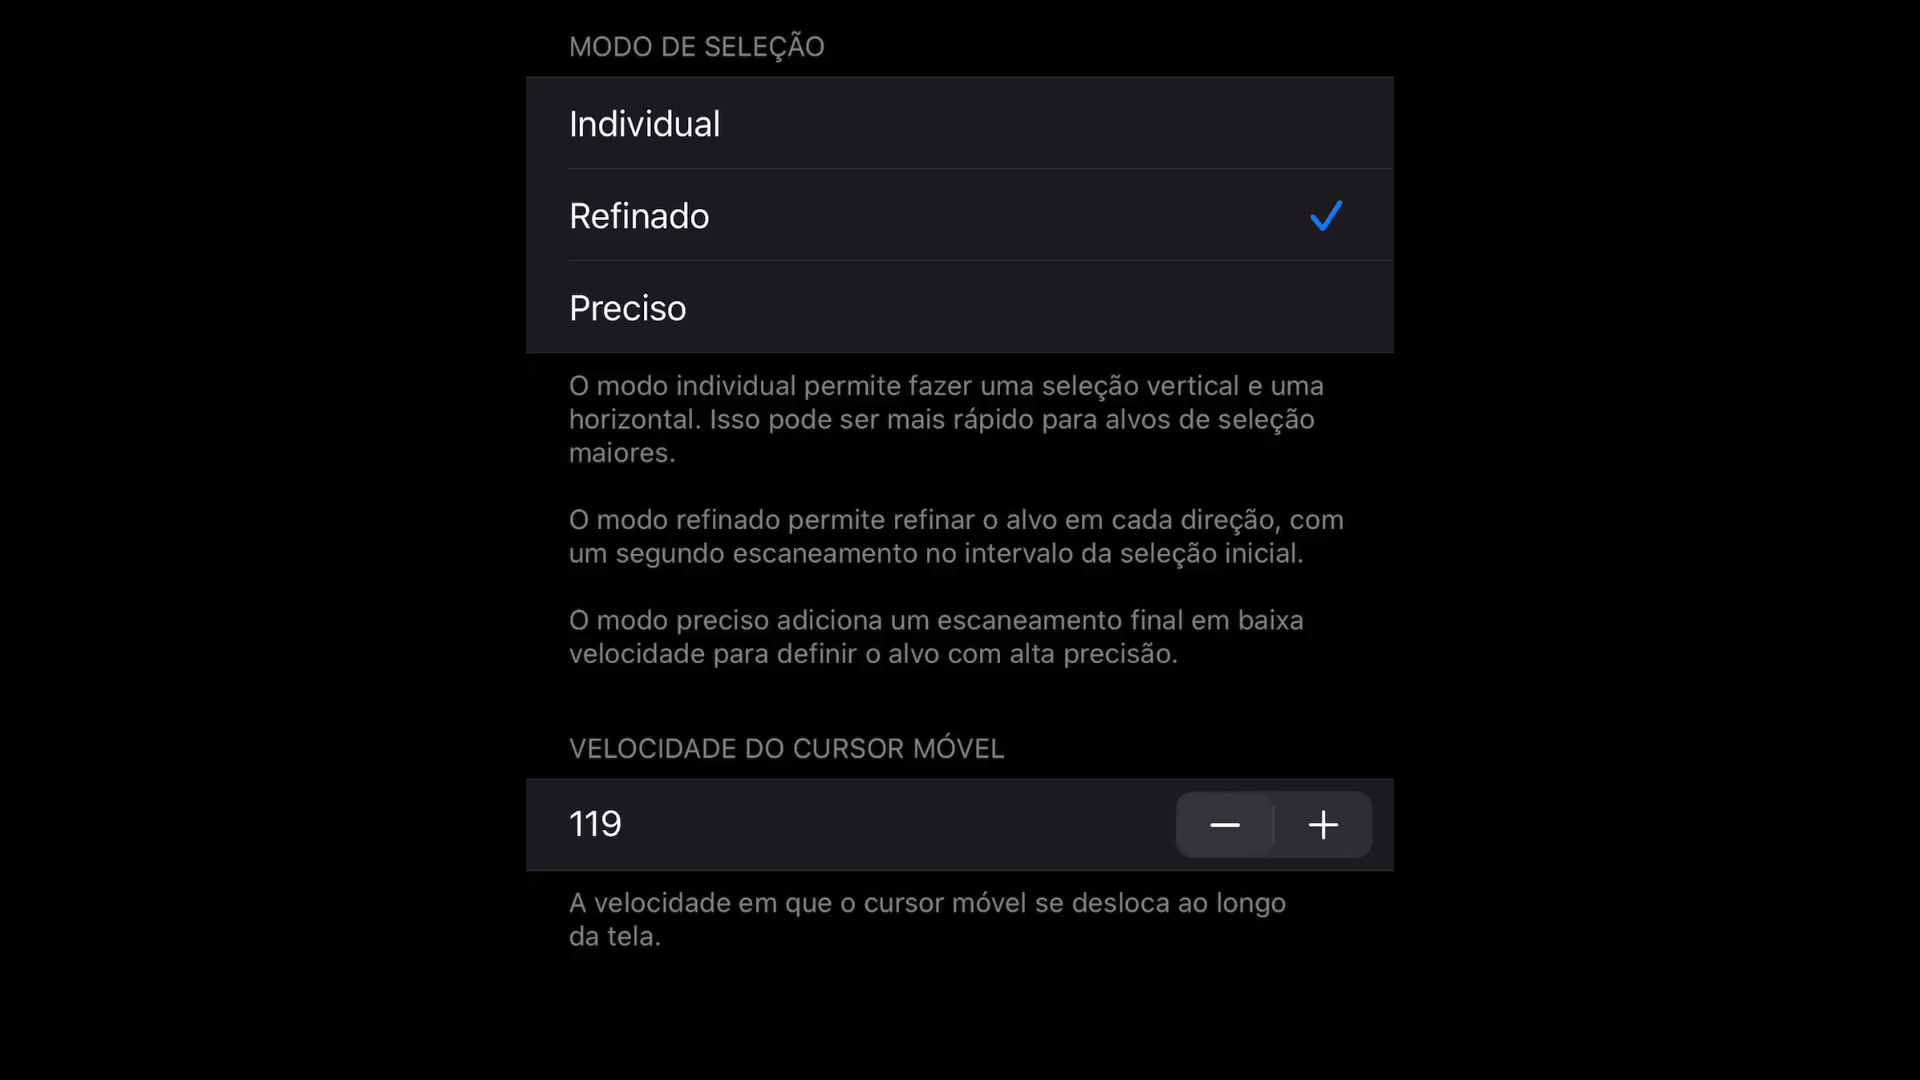 MODO DE SELEÇÃO
Individual
Refinado
Preciso
O modo individual permite fazer uma seleção vertical e uma
horizontal. Isso pode ser mais rápido para alvos de seleção
maiores.
O modo refinado permite refinar o alvo em cada direção, com
um segundo escaneamento no intervalo da seleção inicial.
O modo preciso adiciona um escaneamento final em baixa
velocidade para definir o alvo com alta precisão.
VELOCIDADE DO CURSOR MÓVEL
119
A velocidade em que o cursor móvel se desloca ao longo
da tela.